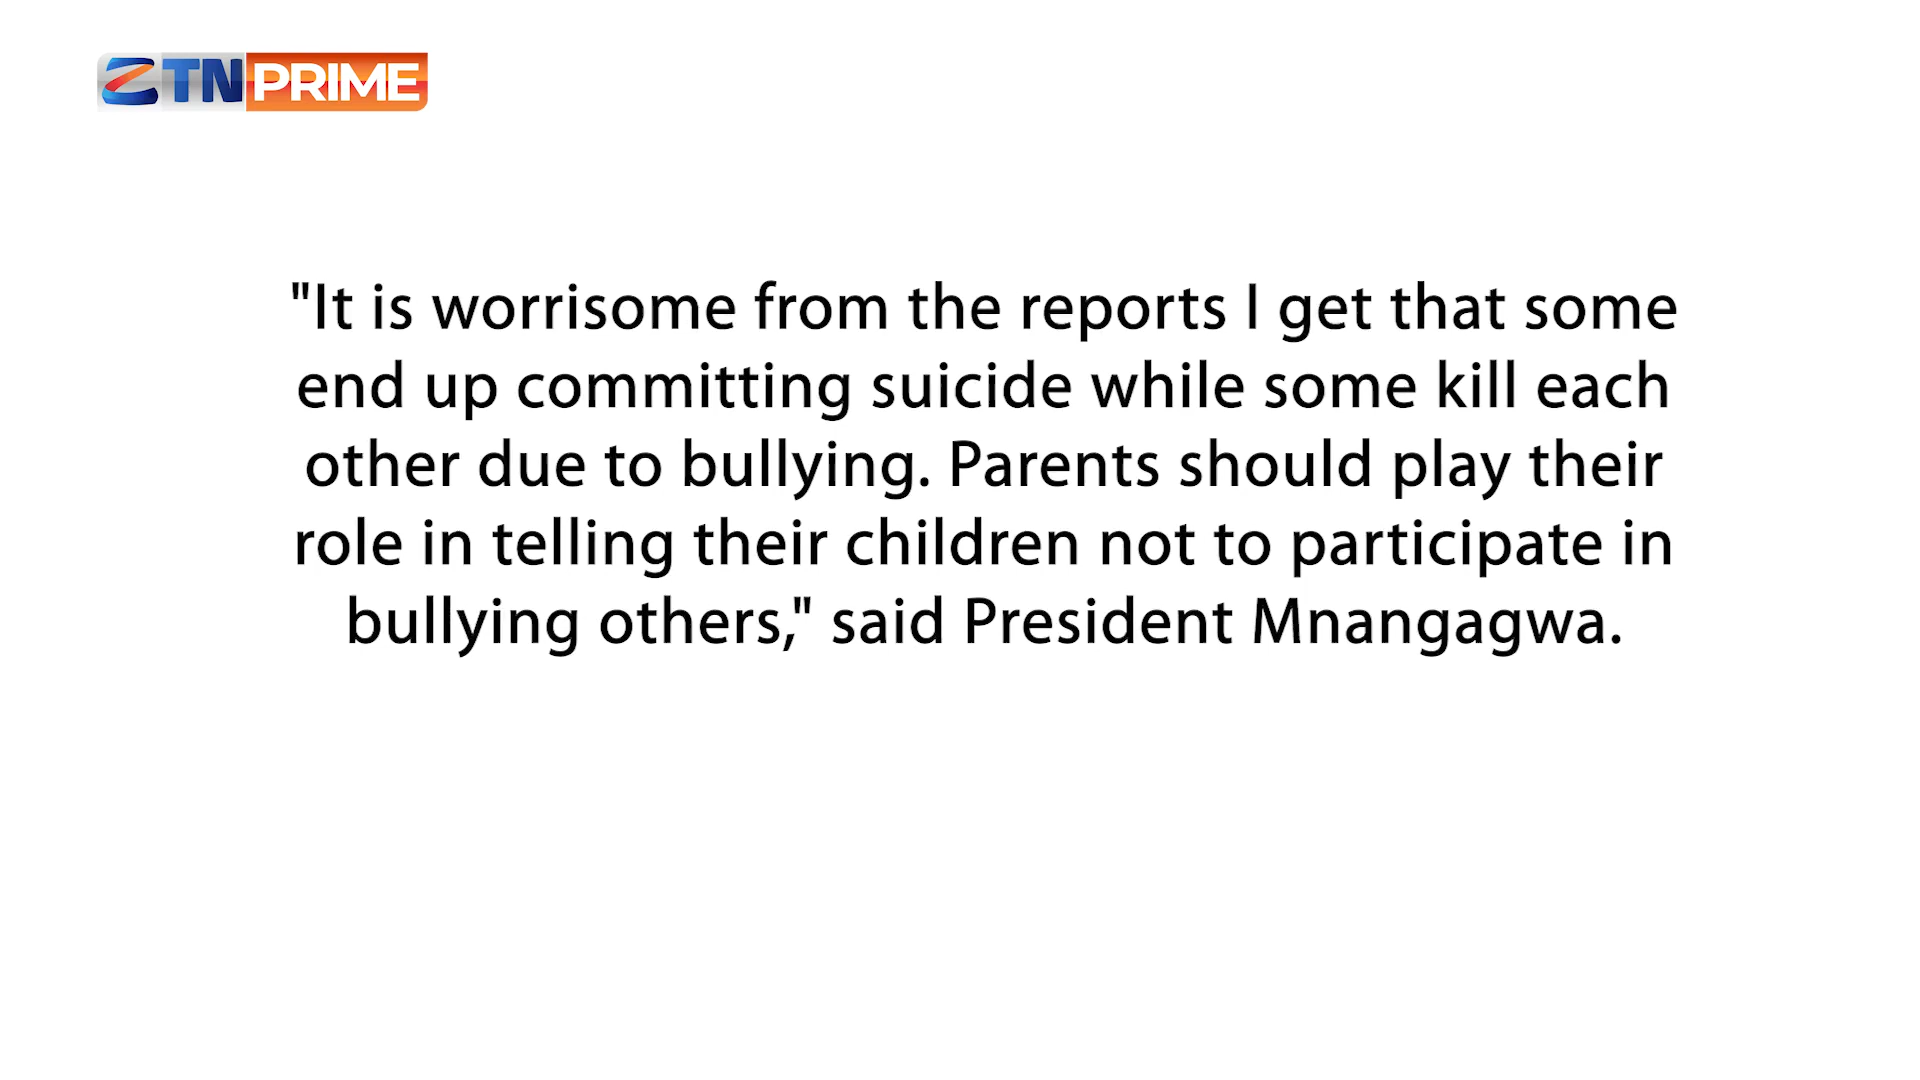 ZTN PRIME
"It is worrisome from the reports I get that some
end up committing suicide while some kill each
other due to bullying. Parents should play their
role in telling their children not to participate in
bullying others," said President Mnangagwa.